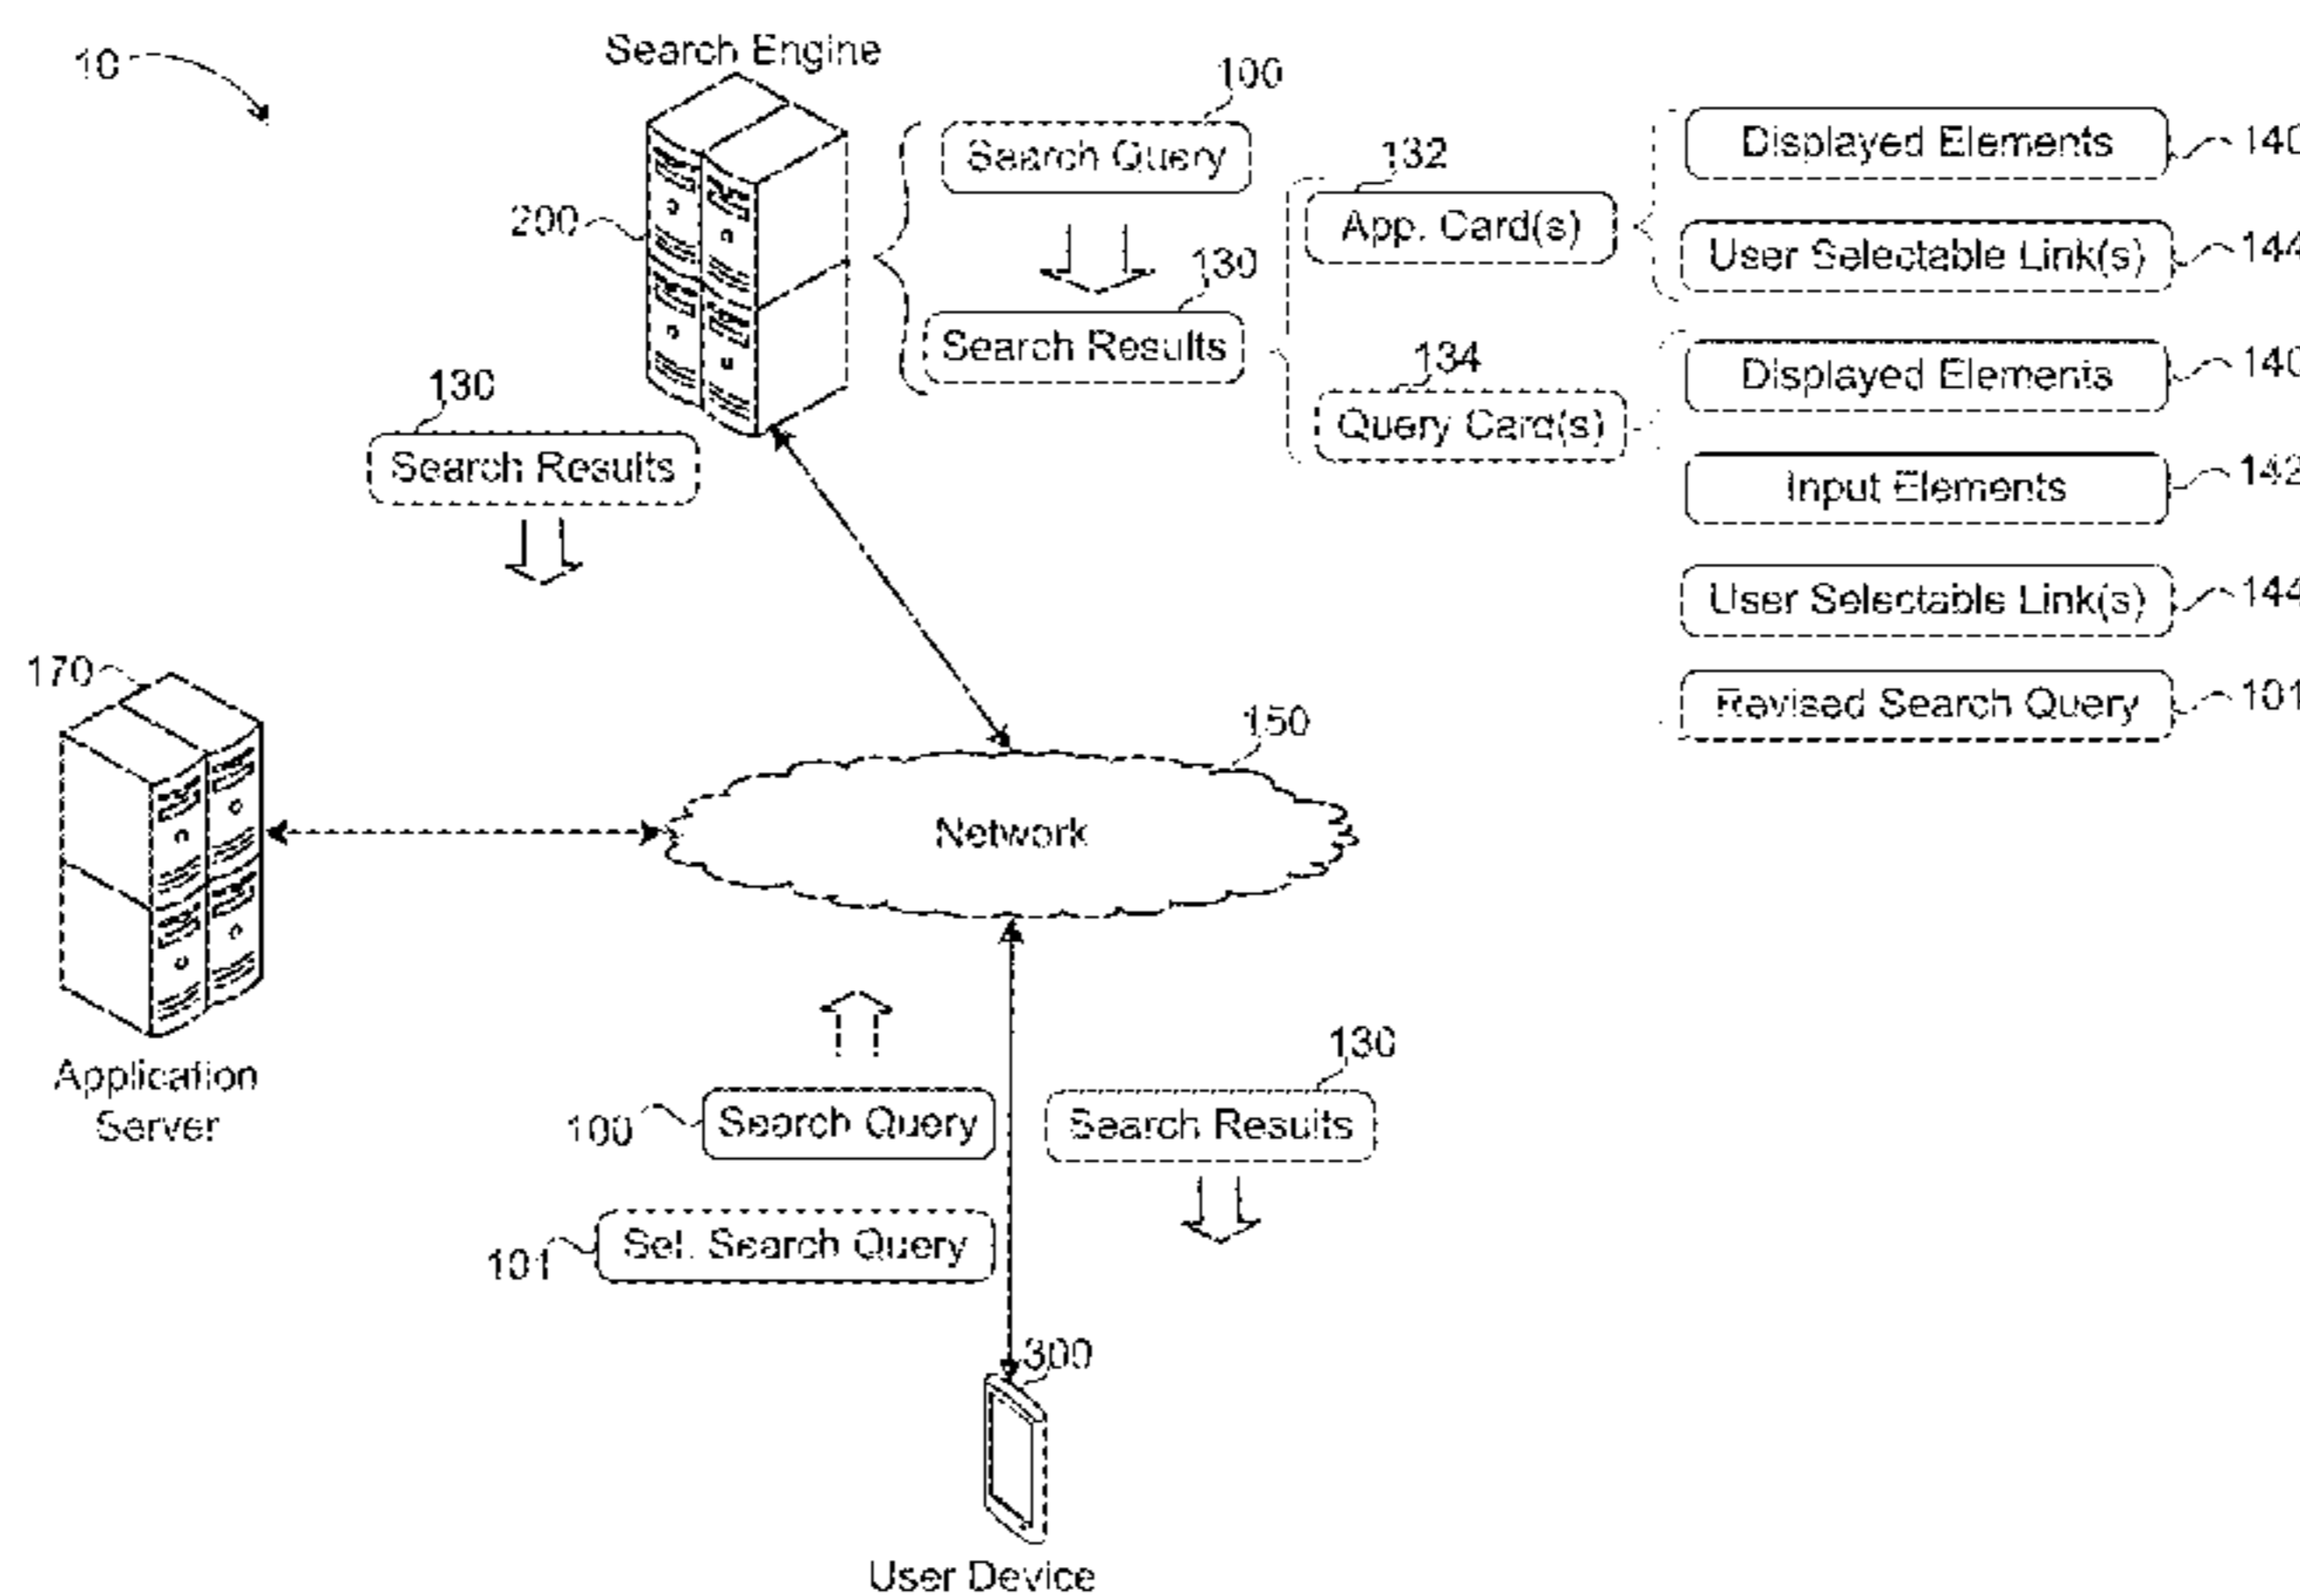 10
Search Engine
200
100
Search Query
130
Search Results
132
App. Card(s)
134
Query Card(s)
Displayed Elements
140
User Selectable Link(s)
144
Displayed Elements
140
Input Elements
142
User Selectable Link(s)
144
Revised Search Query
101
130
Search Results
170
Application
Server
150
Network
100
Search Query
101
Sel. Search Query
130
Search Results
300
User Device